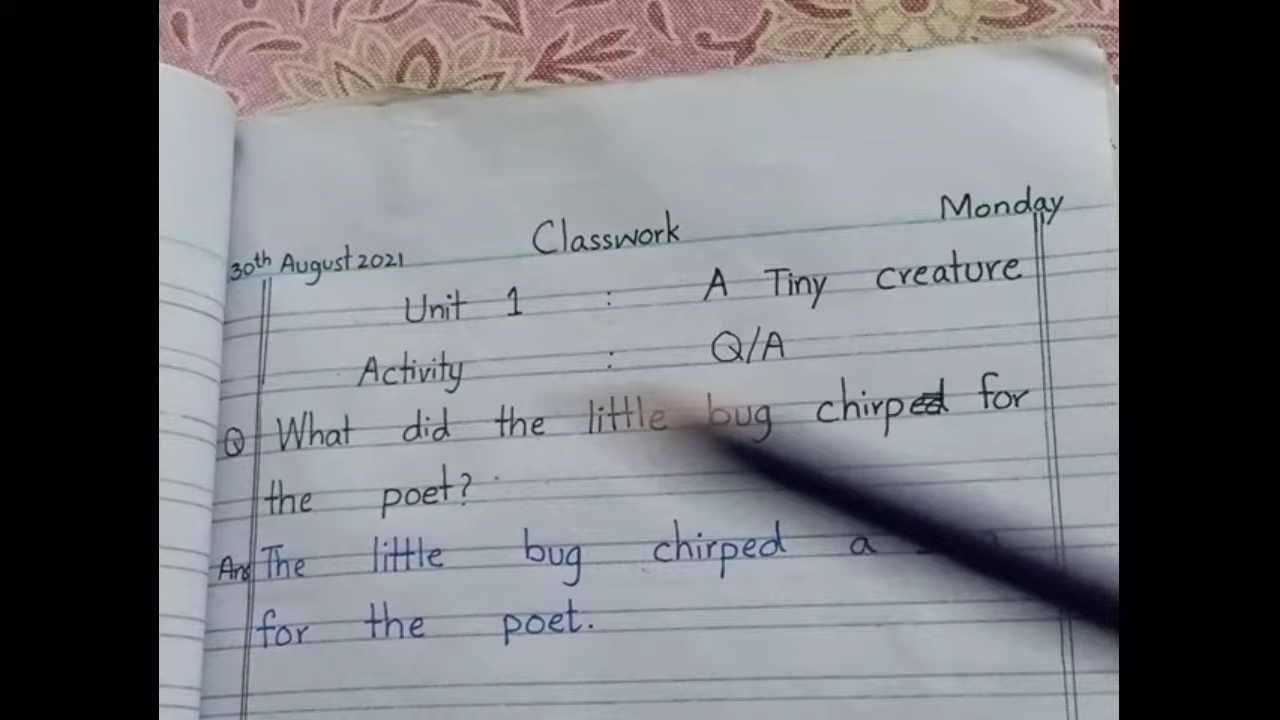 Classwork Monday
30th August 2021
Unit 1 : A Tiny creature
Activity : Q/A
Q What did the little bug chirp for
the poet?
Ans The little bug chirped a
for the poet.